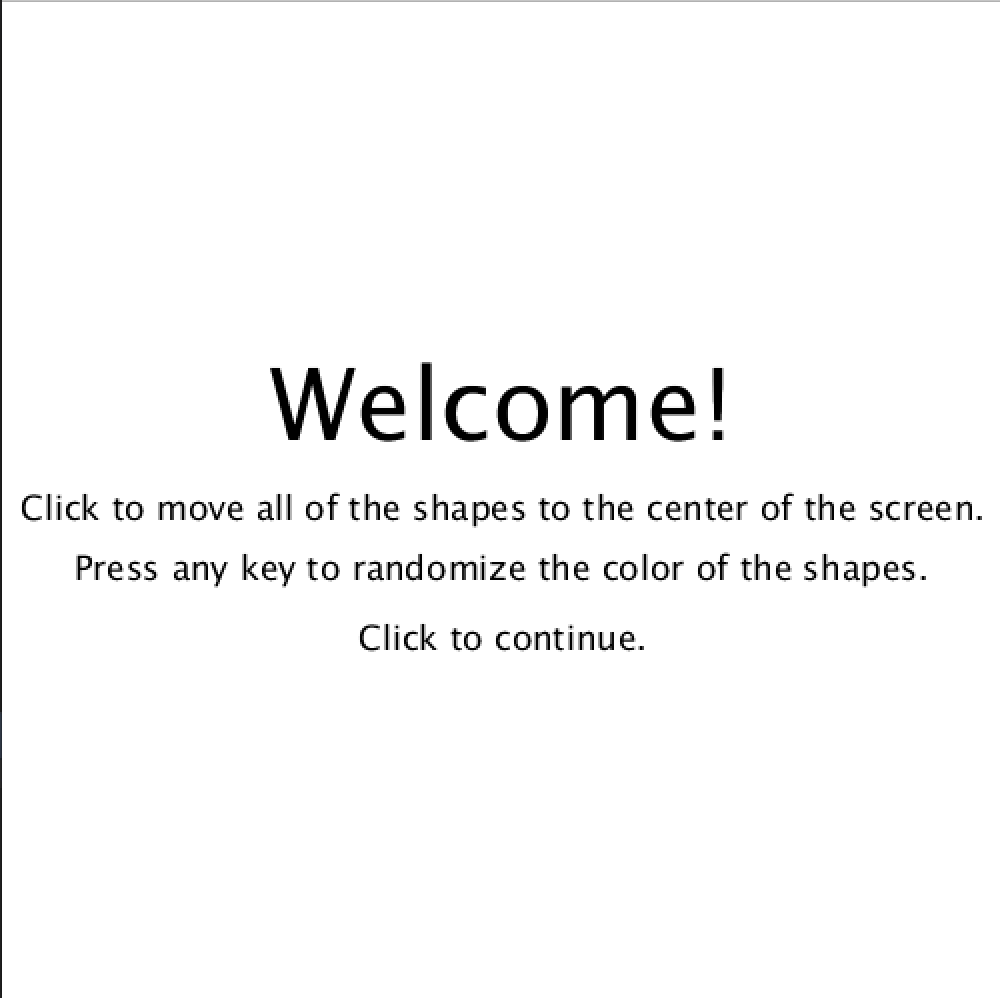 Welcome!
Click to move all of the shapes to the center of the screen.
Press any key to randomize the color of the shapes.
Click to continue.